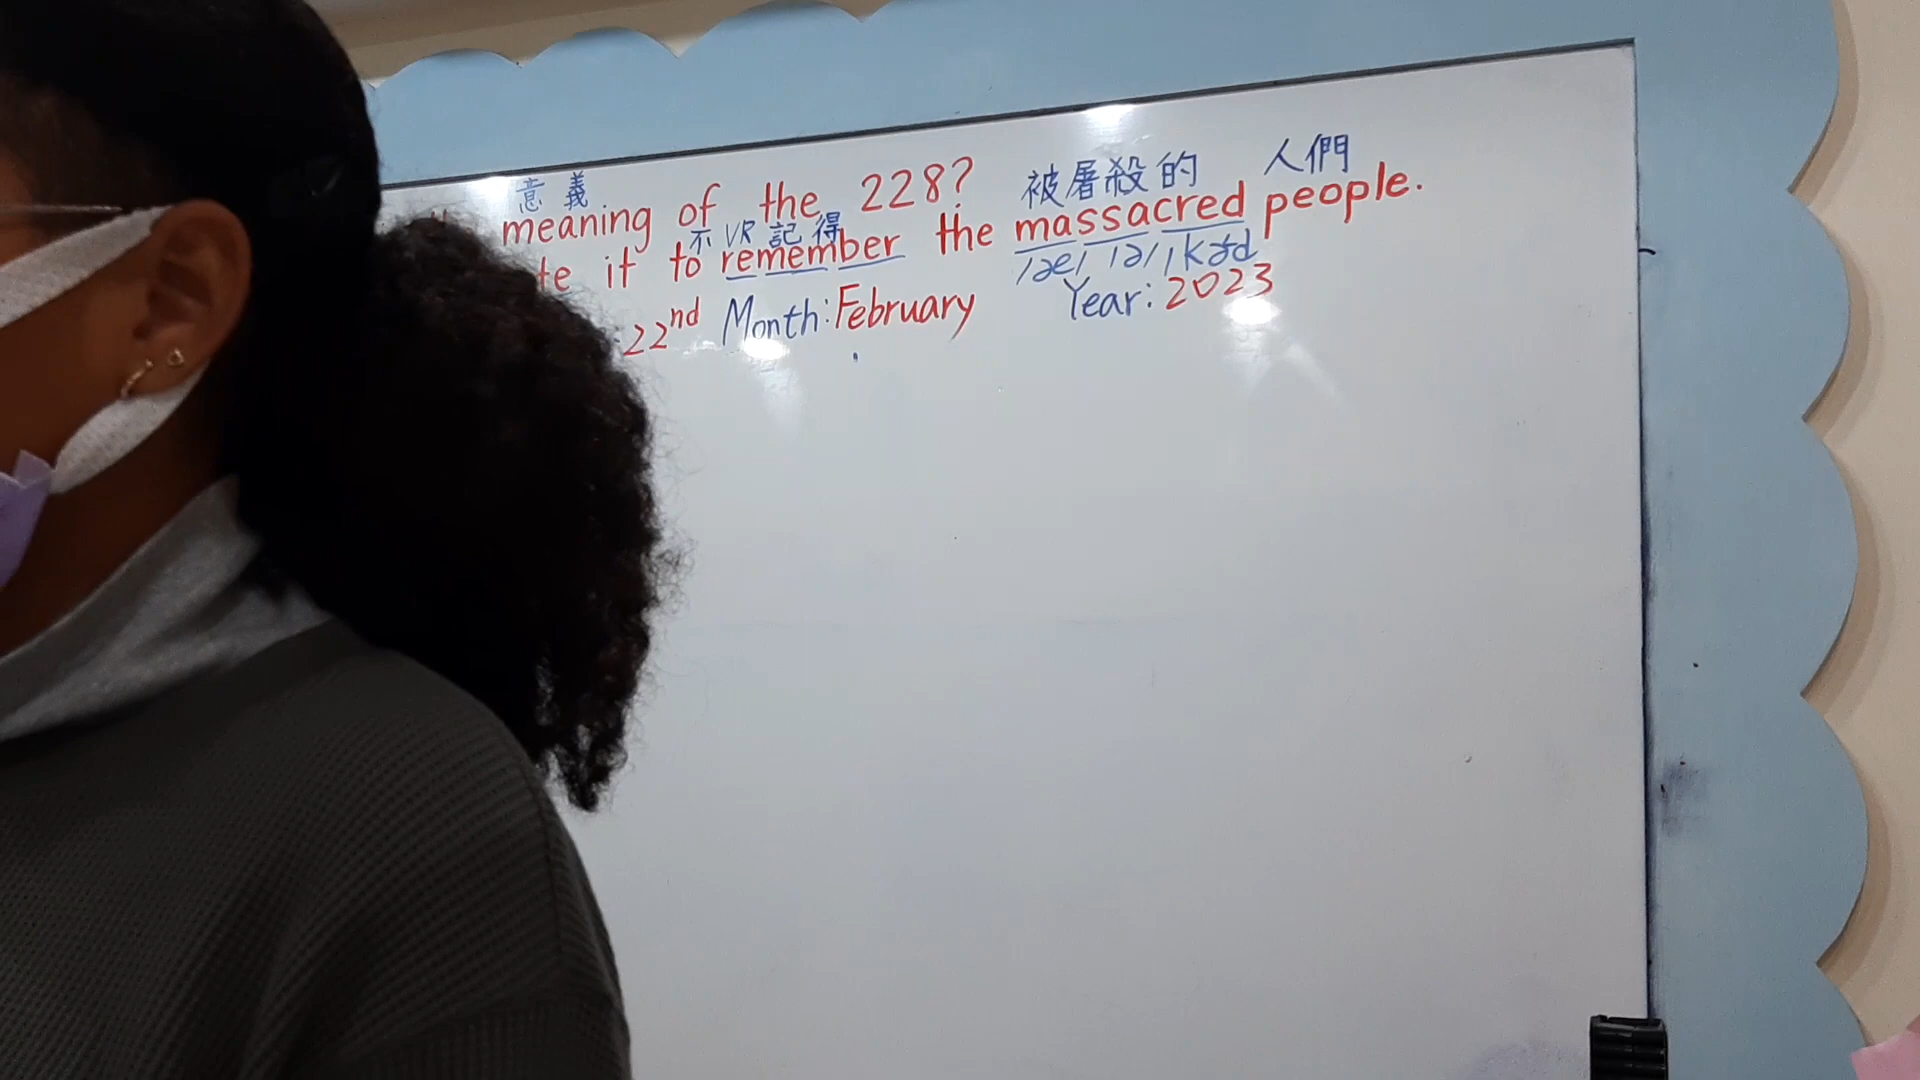 意義 被屠殺的 人們
meaning of the 228?
不 VR 記得
it to remember the massacred people.
/æ/ /ə/ /kɚd
22nd Month: February Year: 2023